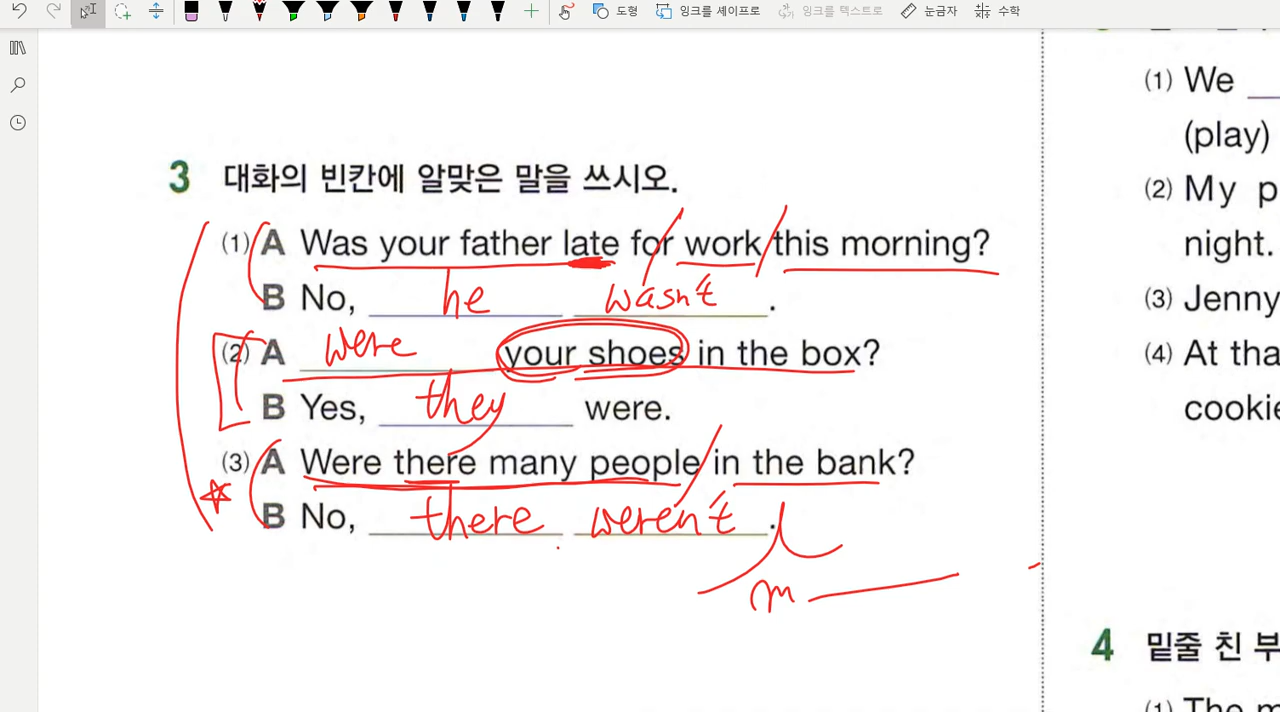 도형 잉크를 셰이프로 잉크를 텍스트로 눈금자 수학
3 대화의 빈칸에 알맞은 말을 쓰시오.
(1) A Was your father late for work this morning?
B No, he wasn't.
(2) A were your shoes in the box?
B Yes, they were.
(3) A Were there many people in the bank?
B No, there weren't.
m
(1) We
(play)
(2) My p
night.
(3) Jenny
(4) At tha
cookie
4 밑줄 친 부